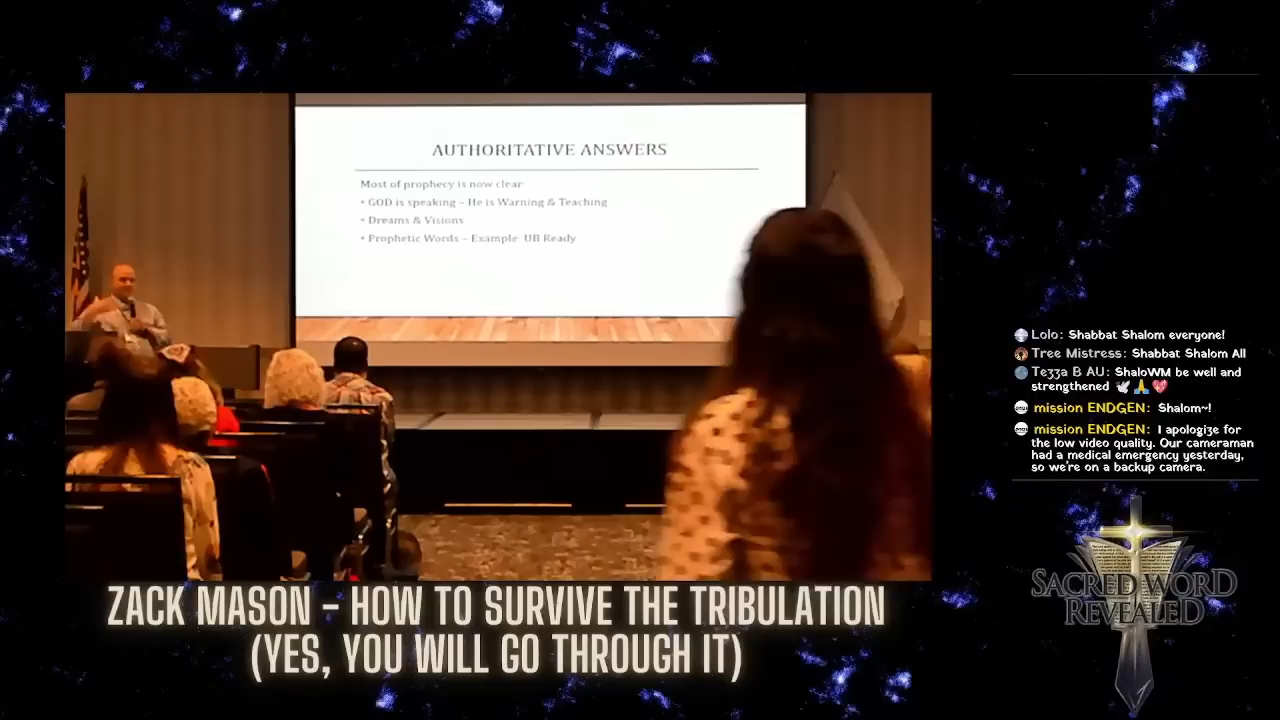 AUTHORITATIVE ANSWERS
Most of prophecy is now clear
• GOD is speaking – He is Warning & Teaching
• Dreams & Visions
• Prophetic Words – Example: UB Ready
ZACK MASON - HOW TO SURVIVE THE TRIBULATION
(YES, YOU WILL GO THROUGH IT)
Lolo: Shabbat Shalom everyone!
Tree Mistress: Shabbat Shalom All
Tezza B AU: ShaloWM be well and
strengthened 🕊️ 🙏 💖
mission ENDGEN: Shalom~!
mission ENDGEN: I apologize for
the low video quality. Our cameraman
had a medical emergency yesterday,
so we're on a backup camera.
SACRED WORD
REVEALED